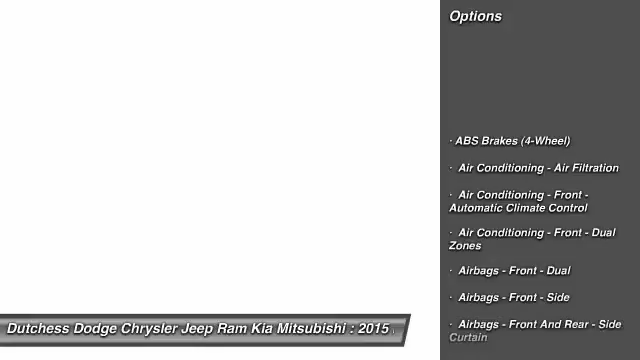 Options
· ABS Brakes (4-Wheel)
· Air Conditioning - Air Filtration
· Air Conditioning - Front -
Automatic Climate Control
· Air Conditioning - Front - Dual
Zones
· Airbags - Front - Dual
· Airbags - Front - Side
· Airbags - Front And Rear - Side
Curtain
Dutchess Dodge Chrysler Jeep Ram Kia Mitsubishi : 2015